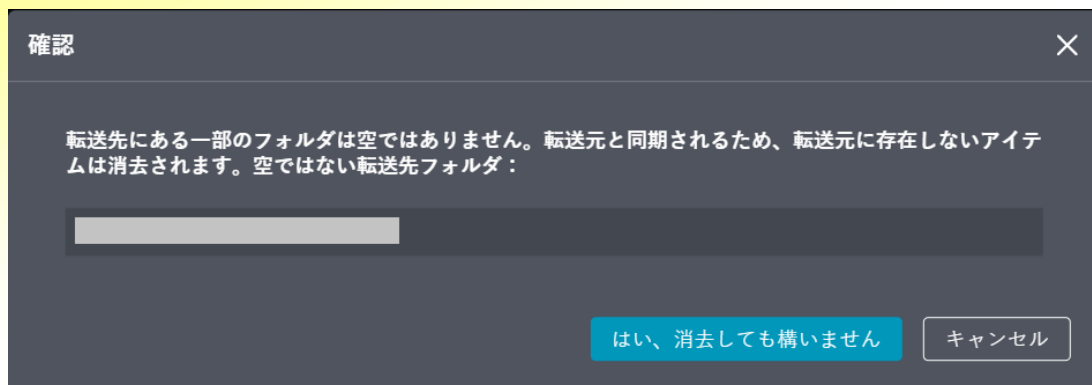 確認
転送先にある一部のフォルダは空ではありません。転送元と同期されるため、転送元に存在しないアイテ
ムは消去されます。空ではない転送先フォルダ：
はい、消去しても構いません
キャンセル